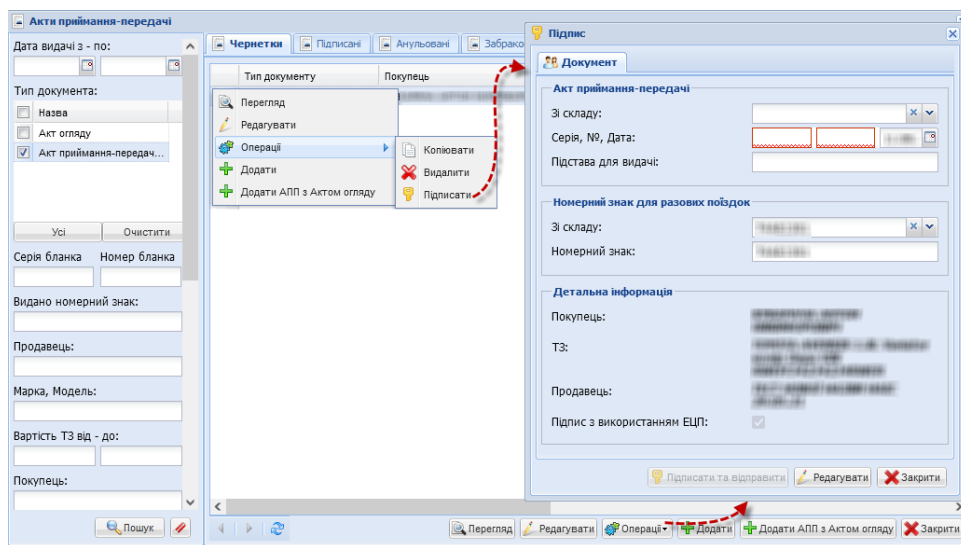 Акти приймання-передачі
Дата видачі з - по:
Тип документа:
Назва
Акт огляду
Акт приймання-передач...
Усі
Очистити
Серія бланка
Номер бланка
Видано номерний знак:
Продавець:
Марка, Модель:
Вартість ТЗ від - до:
Покупець:
Пошук
Чернетки
Підписані
Анульовані
Забрако
Тип документу
Покупець
Перегляд
Редагувати
Операції
Додати
Додати АПП з Актом огляду
Копіювати
Видалити
Підписати
Підпис
Документ
Акт приймання-передачі
Зі складу:
Серія, №, Дата:
Підстава для видачі:
Номерний знак для разових поїздок
Зі складу:
Номерний знак:
Детальна інформація
Покупець:
ТЗ:
Продавець:
Підпис з використанням ЕЦП:
Підписати та відправити
Редагувати
Закрити
Перегляд
Редагувати
Операції
Додати
Додати АПП з Актом огляду
Закрити